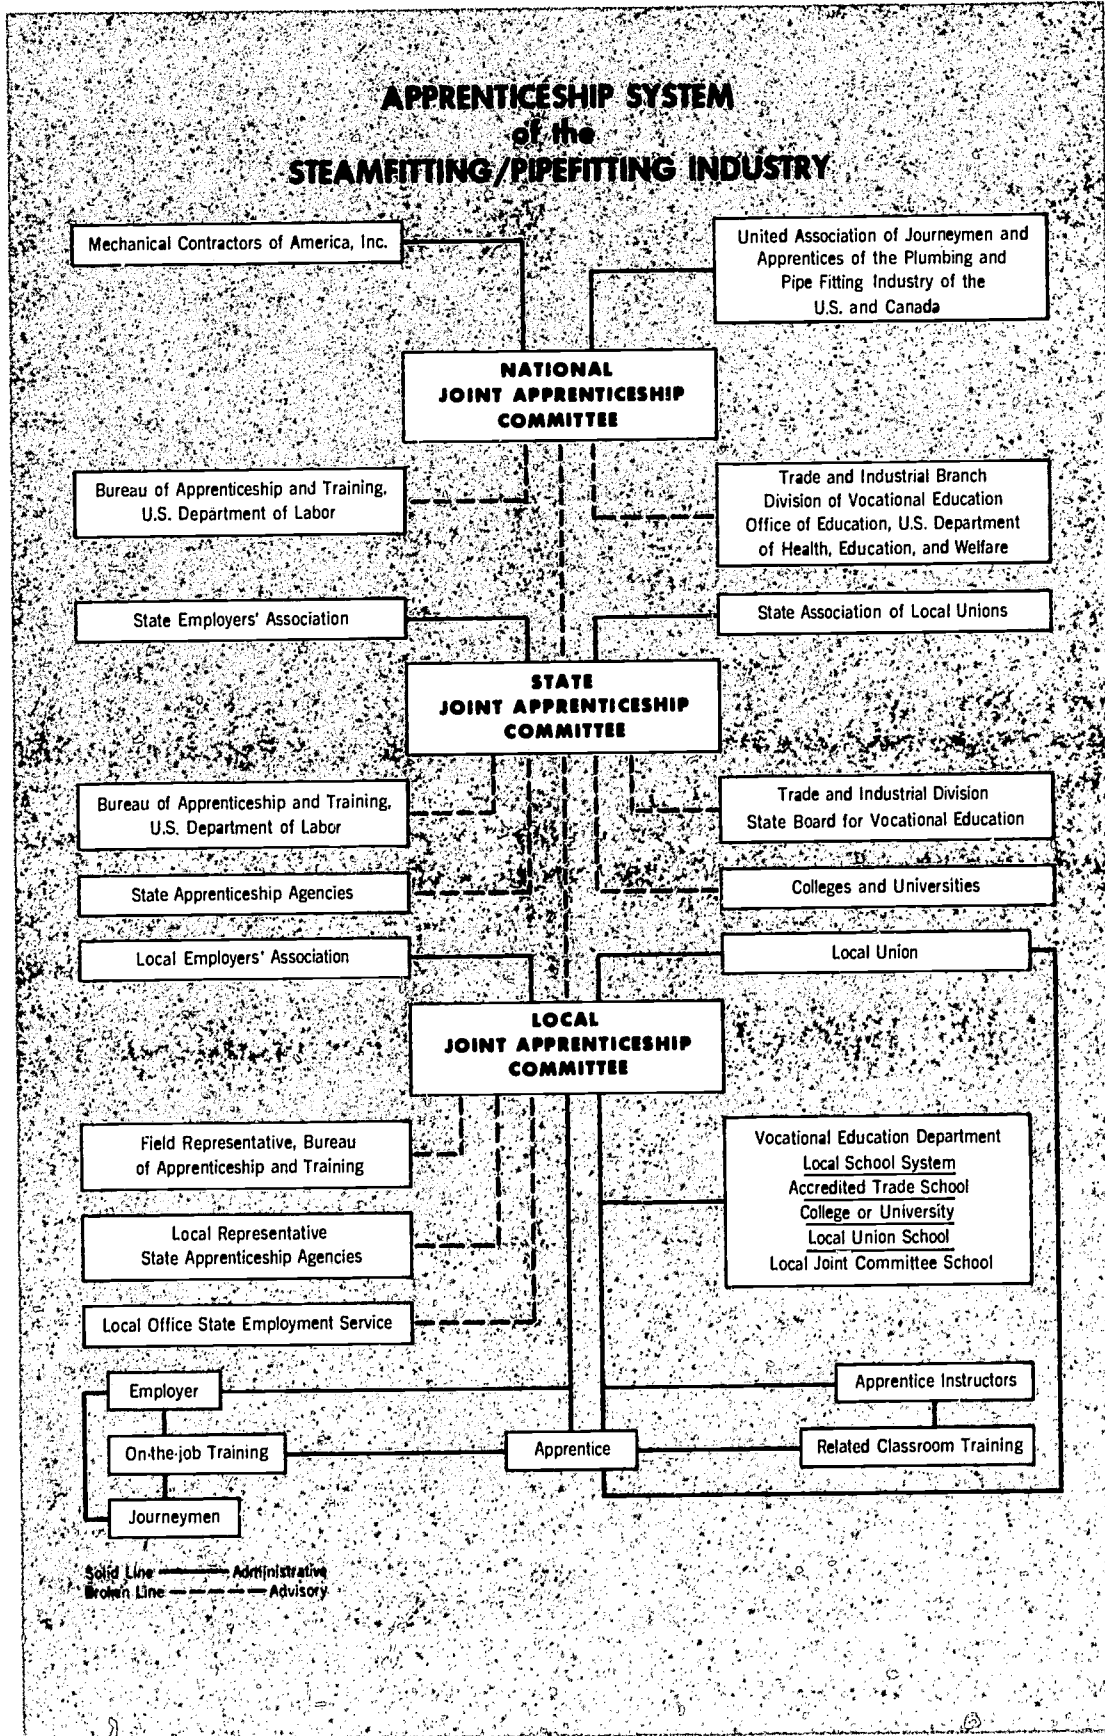 APPRENTICESHIP SYSTEM
of the
STEAMFITTING/PIPEFITTING INDUSTRY
Mechanical Contractors of America, Inc.
United Association of Journeymen and
Apprentices of the Plumbing and
Pipe Fitting Industry of the
U.S. and Canada
NATIONAL
JOINT APPRENTICESHIP
COMMITTEE
Bureau of Apprenticeship and Training,
U.S. Department of Labor
Trade and Industrial Branch
Division of Vocational Education
Office of Education, U.S. Department
of Health, Education, and Welfare
State Employers' Association
State Association of Local Unions
STATE
JOINT APPRENTICESHIP
COMMITTEE
Bureau of Apprenticeship and Training,
U.S. Department of Labor
Trade and Industrial Division
State Board for Vocational Education
State Apprenticeship Agencies
Colleges and Universities
Local Employers' Association
Local Union
LOCAL
JOINT APPRENTICESHIP
COMMITTEE
Field Representative, Bureau
of Apprenticeship and Training
Vocational Education Department
Local School System
Accredited Trade School
College or University
Local Union School
Local Joint Committee School
Local Representative
State Apprenticeship Agencies
Local Office State Employment Service
Employer
Apprentice Instructors
On-the-job Training
Apprentice
Related Classroom Training
Journeymen
Solid Line Administrative
Broken Line Advisory